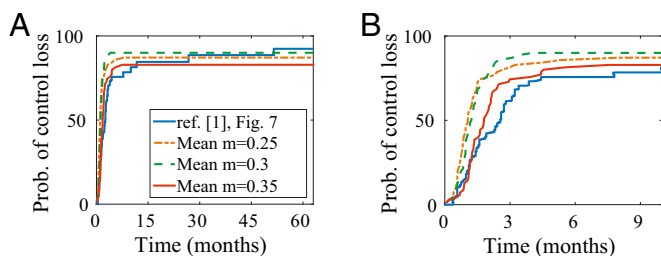 A
Prob. of control loss
100
50
0
0 15 30 45 60
Time (months)
ref. [1], Fig. 7
Mean m=0.25
Mean m=0.3
Mean m=0.35
B
Prob. of control loss
100
50
0
0 3 6 9
Time (months)